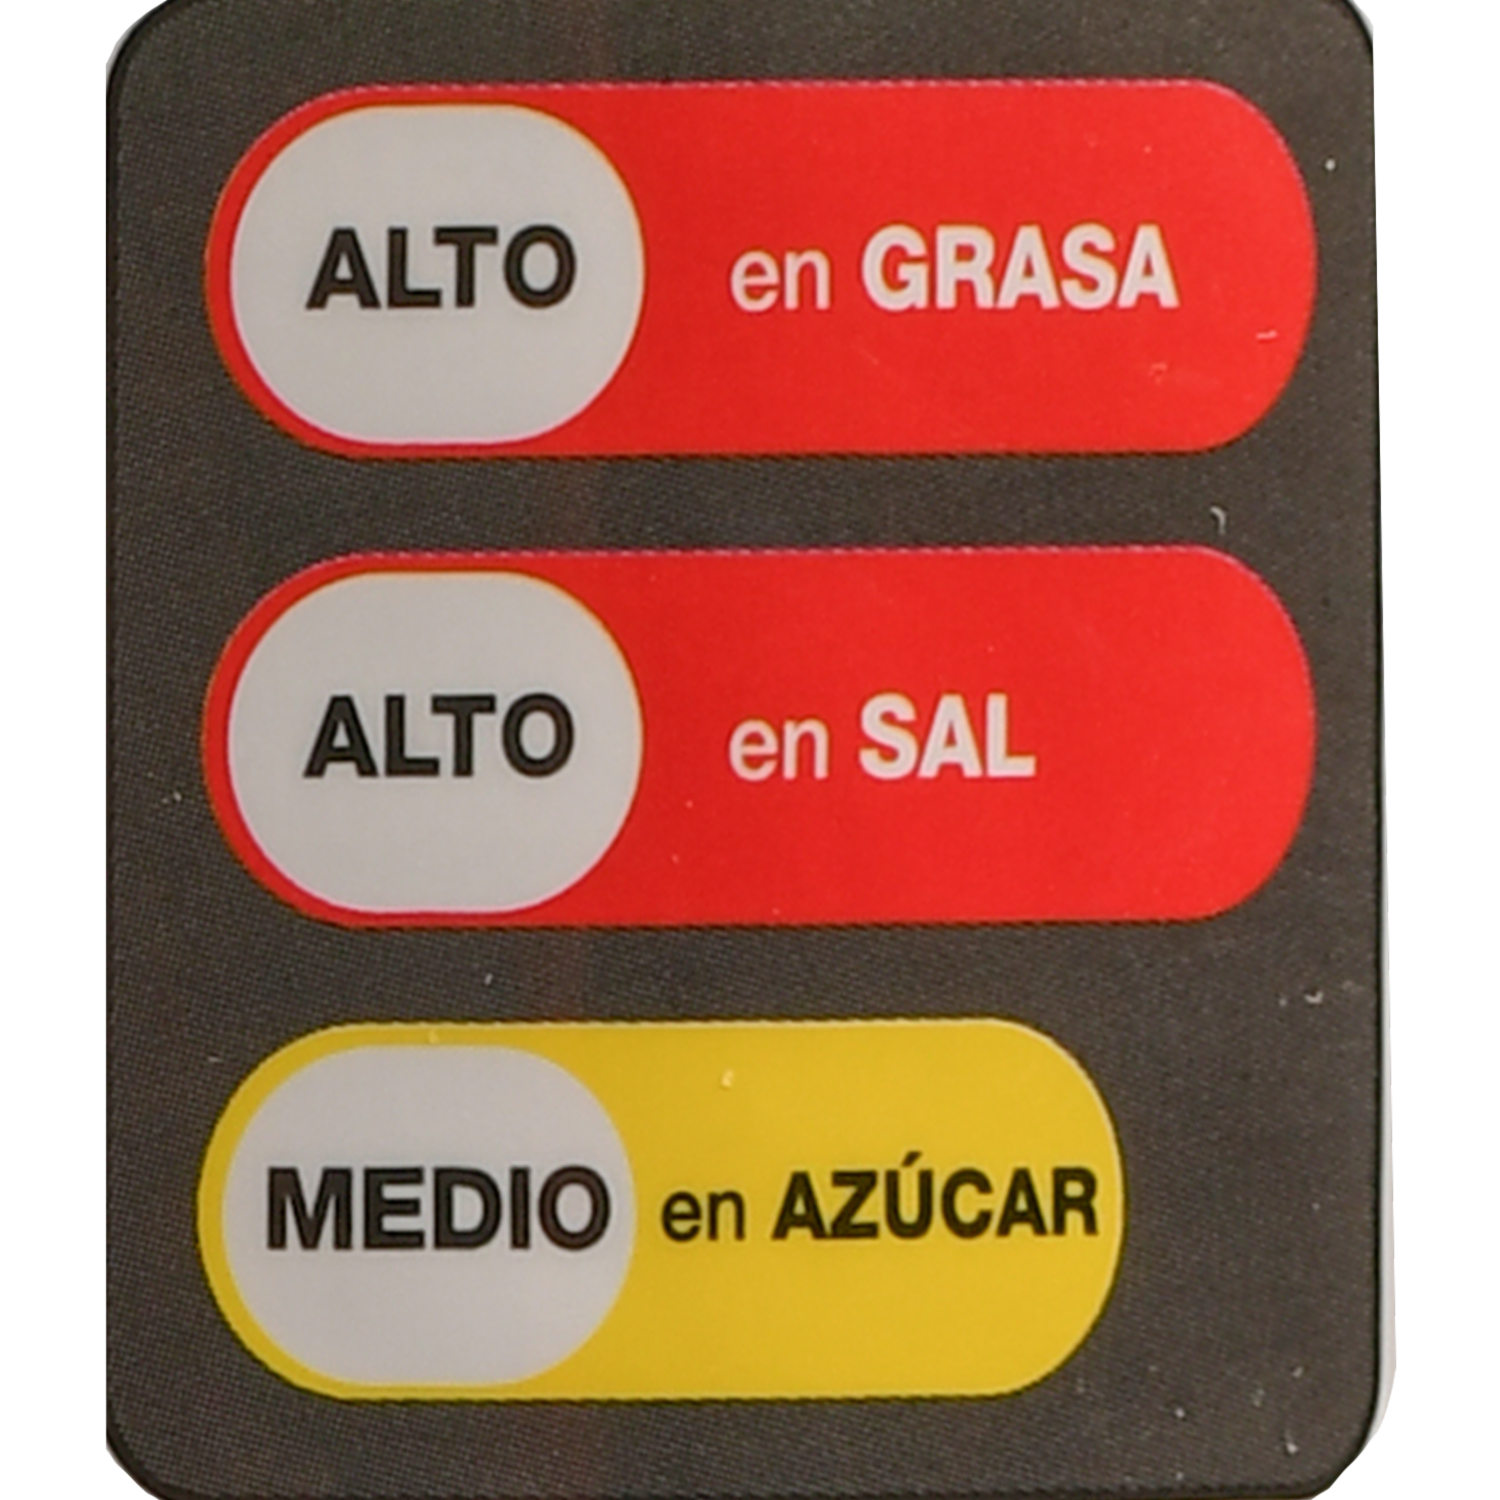 ALTO en GRASA
ALTO en SAL
MEDIO en AZÚCAR